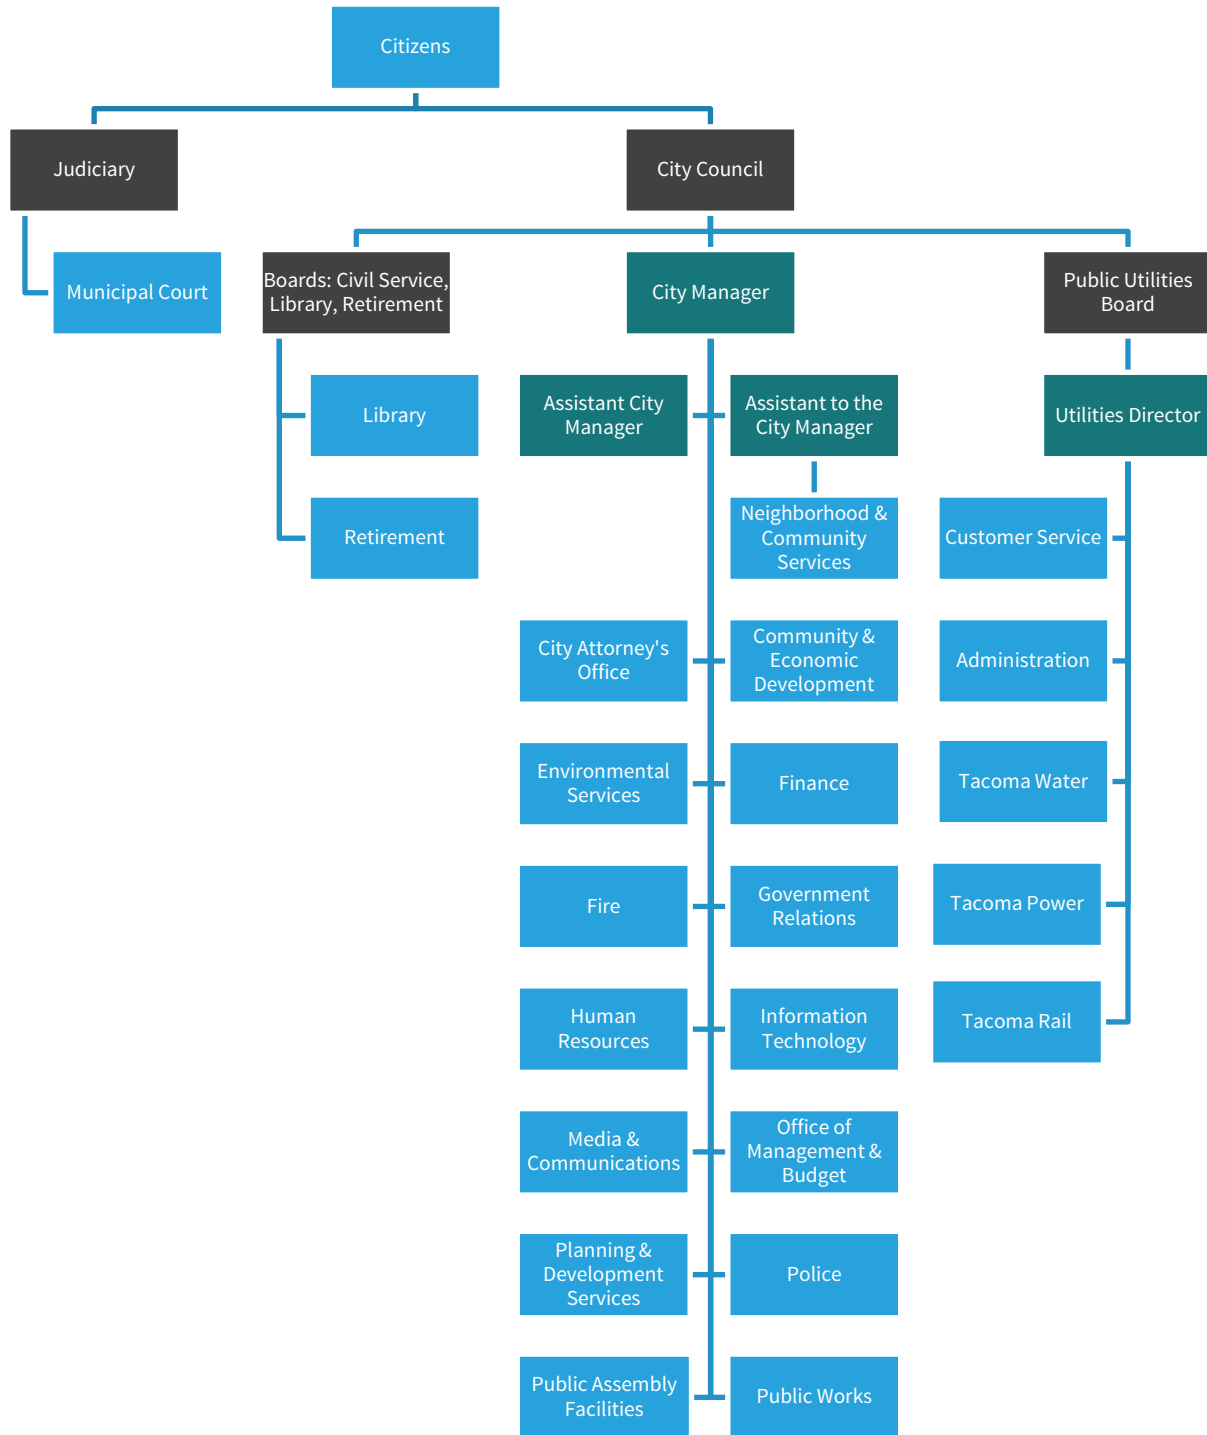 Citizens
Judiciary
City Council
Municipal Court
Boards: Civil Service,
Library, Retirement
City Manager
Public Utilities
Board
Library
Assistant City
Manager
Assistant to the
City Manager
Utilities Director
Retirement
Neighborhood &
Community
Services
Customer Service
City Attorney's
Office
Community &
Economic
Development
Administration
Environmental
Services
Finance
Tacoma Water
Fire
Government
Relations
Tacoma Power
Human
Resources
Information
Technology
Tacoma Rail
Media &
Communications
Office of
Management &
Budget
Planning &
Development
Services
Police
Public Assembly
Facilities
Public Works